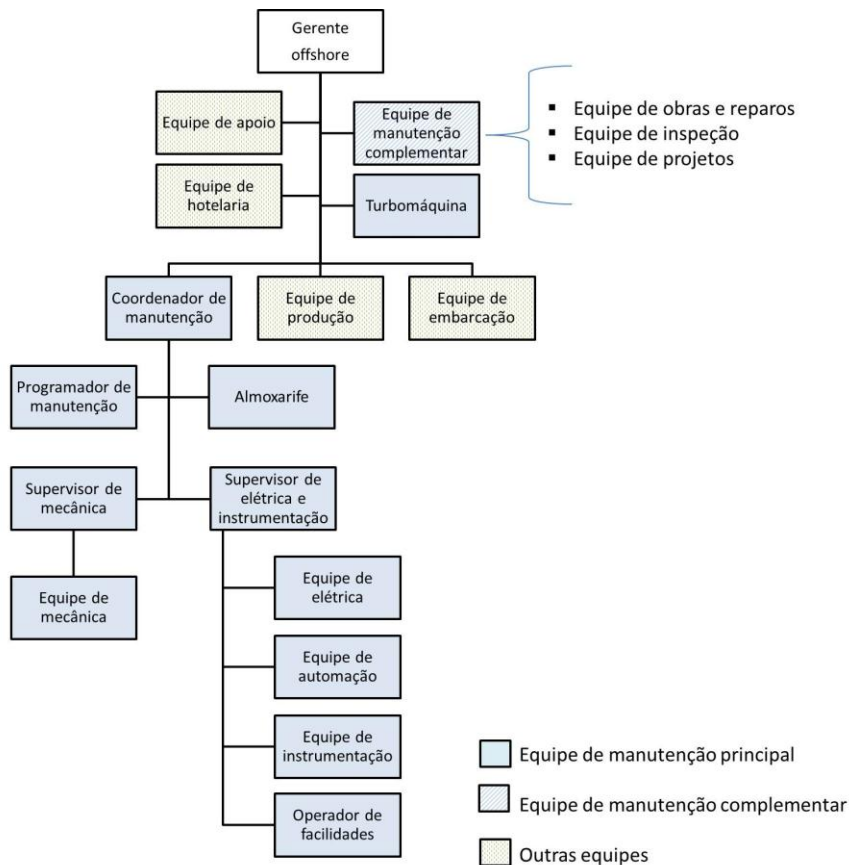 Gerente
offshore
Equipe de apoio
Equipe de
manutenção
complementar
▪ Equipe de obras e reparos
▪ Equipe de inspeção
▪ Equipe de projetos
Equipe de
hotelaria
Turbomáquina
Coordenador de
manutenção
Equipe de
produção
Equipe de
embarcação
Programador de
manutenção
Almoxarife
Supervisor de
mecânica
Supervisor de
elétrica e
instrumentação
Equipe de
mecânica
Equipe de
elétrica
Equipe de
automação
Equipe de
instrumentação
Operador de
facilidades
Equipe de manutenção principal
Equipe de manutenção complementar
Outras equipes